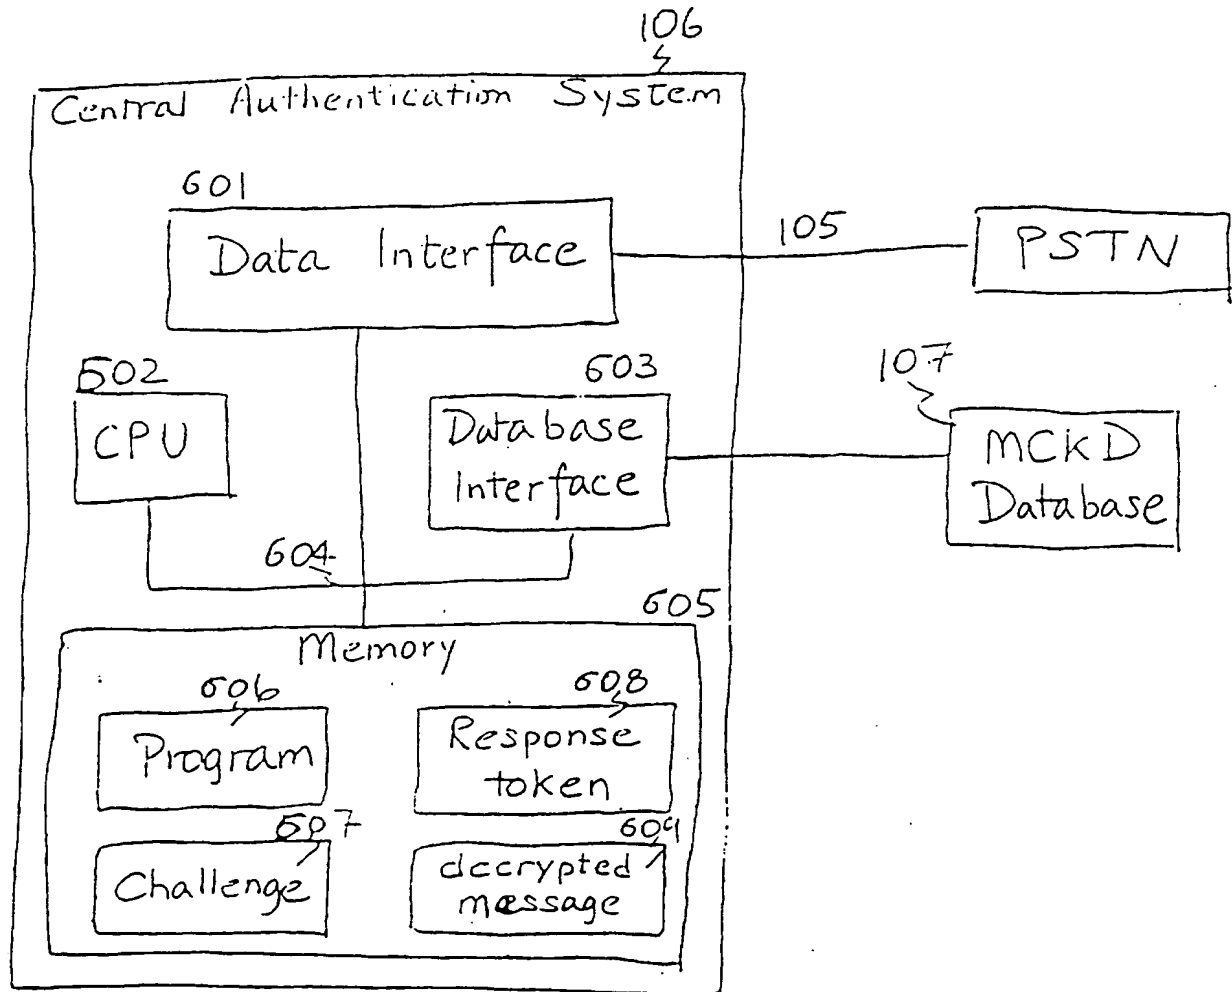 106
Central Authentication System
601
Data Interface
105
PSTN
602
CPU
603
Database
Interface
107
MCKD
Database
604
605
Memory
606
Program
608
Response
token
607
Challenge
609
decrypted
message